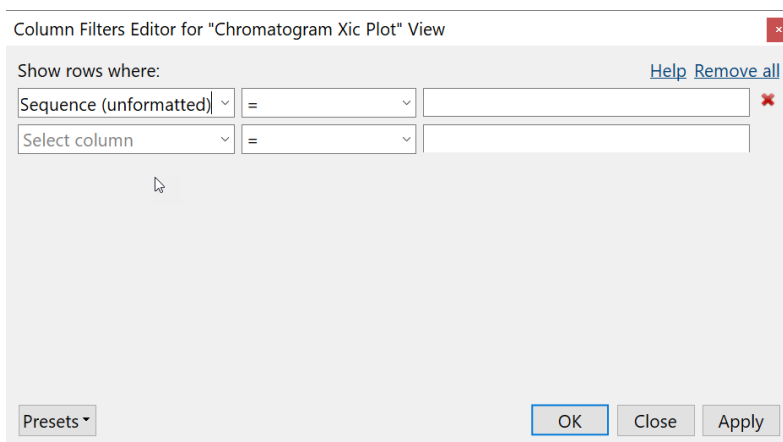 Column Filters Editor for "Chromatogram Xic Plot" View
Show rows where: Help Remove all
Sequence (unformatted) =
Select column =
Presets OK Close Apply